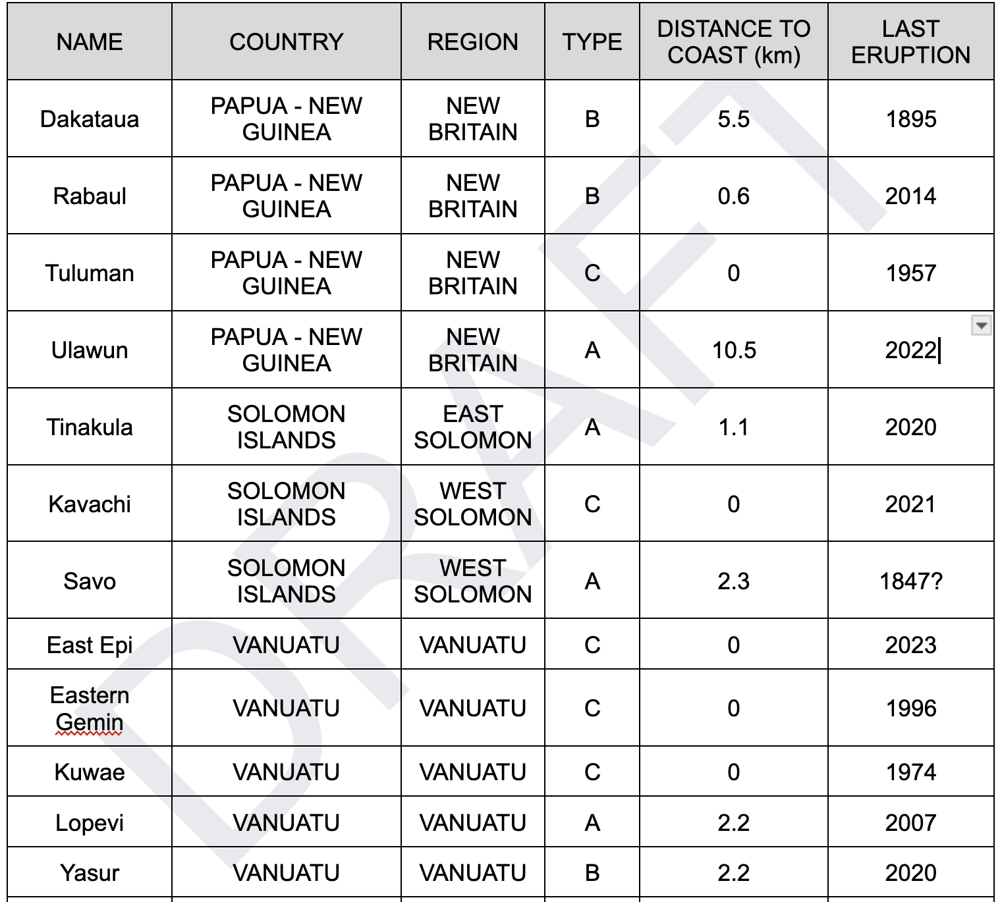 NAME COUNTRY REGION TYPE DISTANCE TO COAST (km) LAST ERUPTION
Dakataua PAPUA - NEW GUINEA NEW BRITAIN B 5.5 1895
Rabaul PAPUA - NEW GUINEA NEW BRITAIN B 0.6 2014
Tuluman PAPUA - NEW GUINEA NEW BRITAIN C 0 1957
Ulawun PAPUA - NEW GUINEA NEW BRITAIN A 10.5 2022
Tinakula SOLOMON ISLANDS EAST SOLOMON A 1.1 2020
Kavachi SOLOMON ISLANDS WEST SOLOMON C 0 2021
Savo SOLOMON ISLANDS WEST SOLOMON A 2.3 1847?
East Epi VANUATU VANUATU C 0 2023
Eastern Gemin VANUATU VANUATU C 0 1996
Kuwae VANUATU VANUATU C 0 1974
Lopevi VANUATU VANUATU A 2.2 2007
Yasur VANUATU VANUATU B 2.2 2020
DRAFT